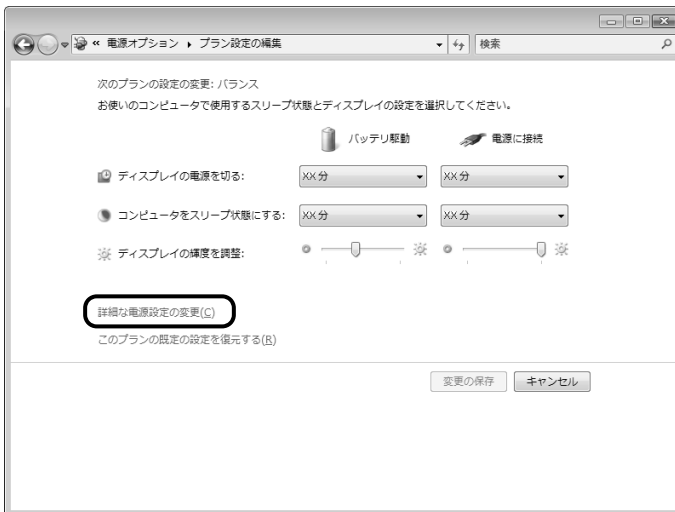 « 電源オプション ▸ プラン設定の編集
検索
次のプランの設定の変更: バランス
お使いのコンピュータで使用するスリープ状態とディスプレイの設定を選択してください。
バッテリ駆動 電源に接続
ディスプレイの電源を切る: XX 分 XX 分
コンピュータをスリープ状態にする: XX 分 XX 分
ディスプレイの輝度を調整:
詳細な電源設定の変更(C)
このプランの既定の設定を復元する(R)
変更の保存 キャンセル